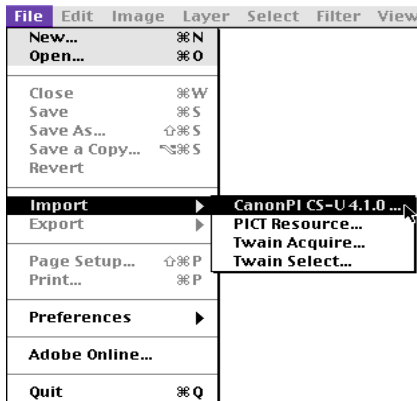 File Edit Image Layer Select Filter View
New... ⌘N
Open... ⌘O
Close ⌘W
Save ⌘S
Save As... ⇧⌘S
Save a Copy... ⌥⌘S
Revert
Import ▶ CanonPI CS-U 4.1.0 ...
Export ▶ PICT Resource...
Twain Acquire...
Page Setup... ⇧⌘P Twain Select...
Print... ⌘P
Preferences ▶
Adobe Online...
Quit ⌘Q